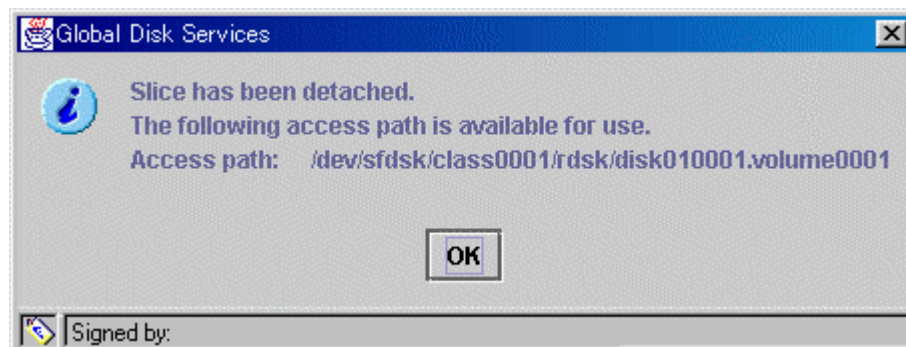 Global Disk Services
Slice has been detached.
The following access path is available for use.
Access path: /dev/sfdsk/class0001/rdsk/disk010001.volume0001
OK
Signed by: